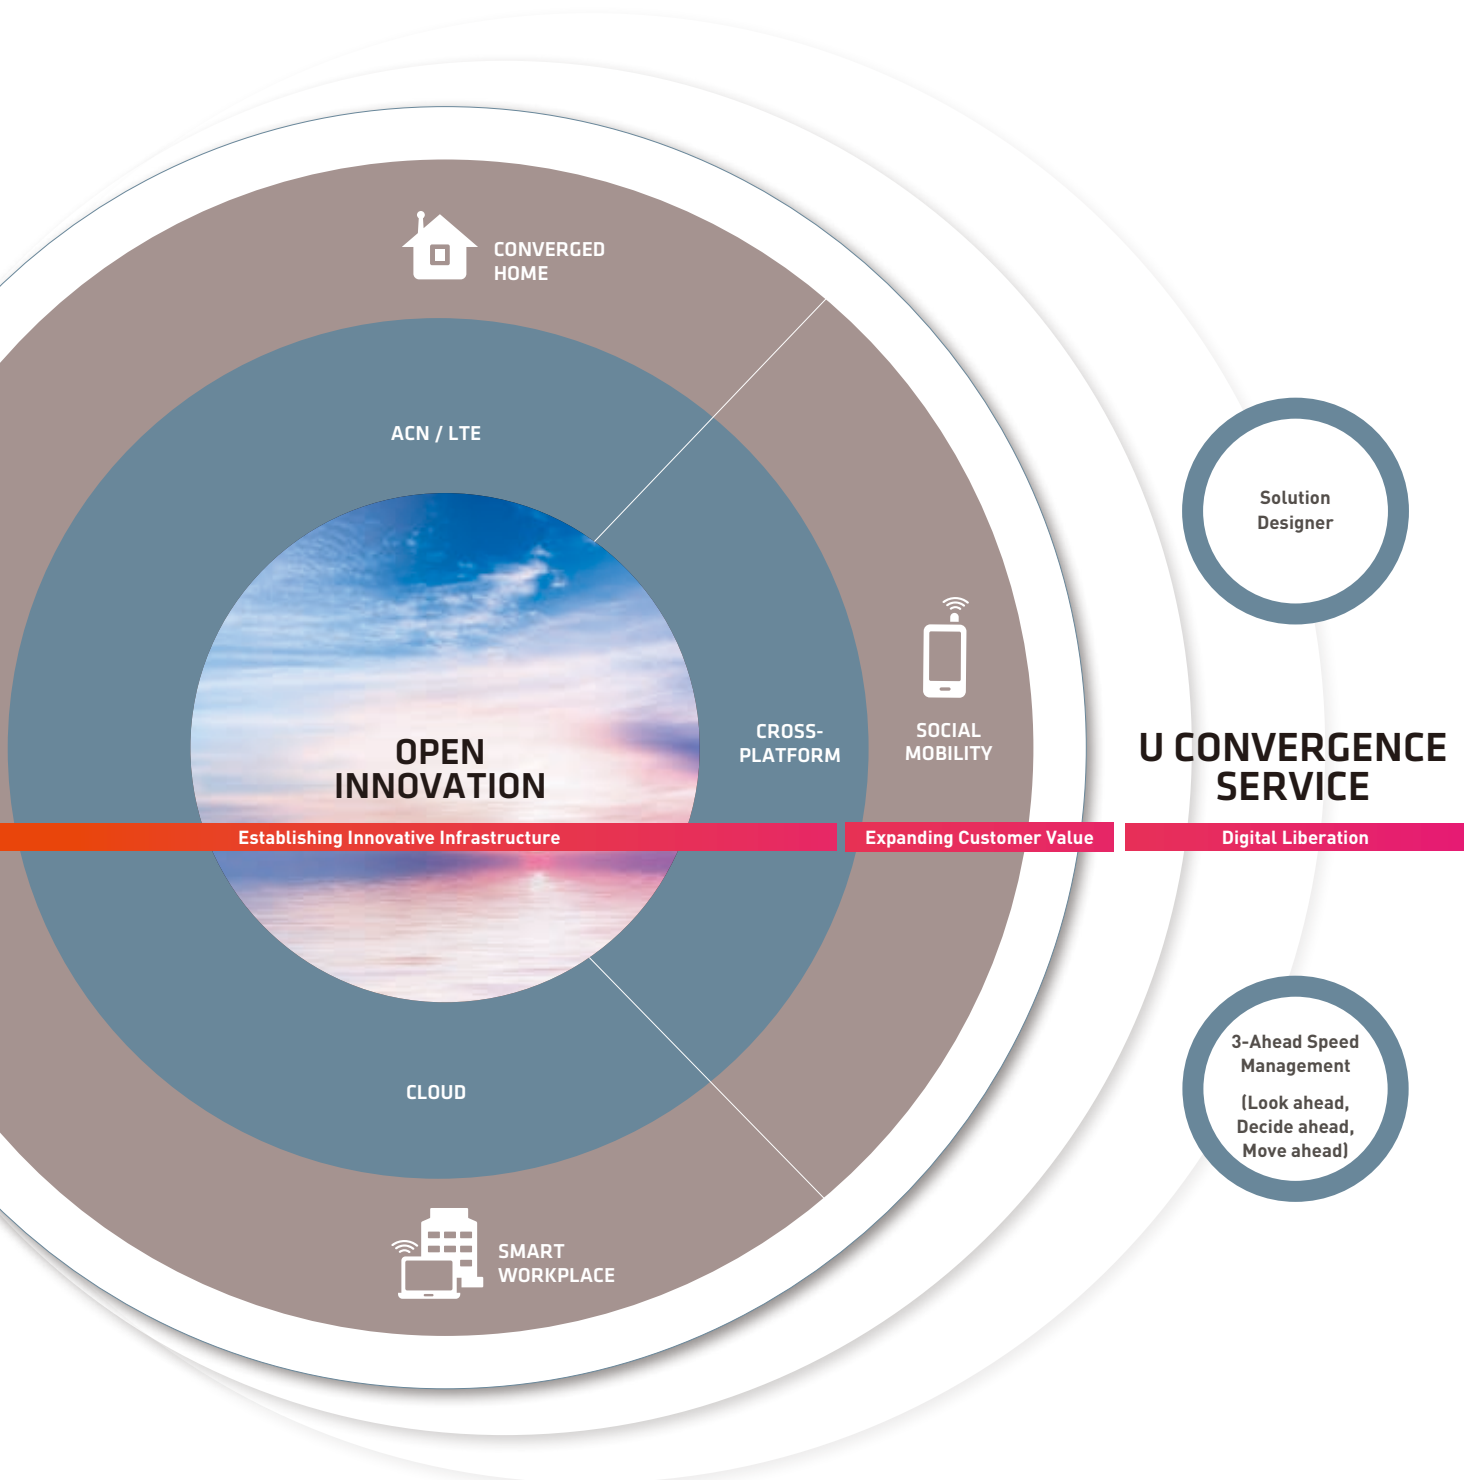 CONVERGED
HOME
ACN / LTE
Solution
Designer
CROSS-
PLATFORM
SOCIAL
MOBILITY
OPEN
INNOVATION
U CONVERGENCE
SERVICE
Establishing Innovative Infrastructure
Expanding Customer Value
Digital Liberation
3-Ahead Speed
Management
(Look ahead,
Decide ahead,
Move ahead)
CLOUD
SMART
WORKPLACE